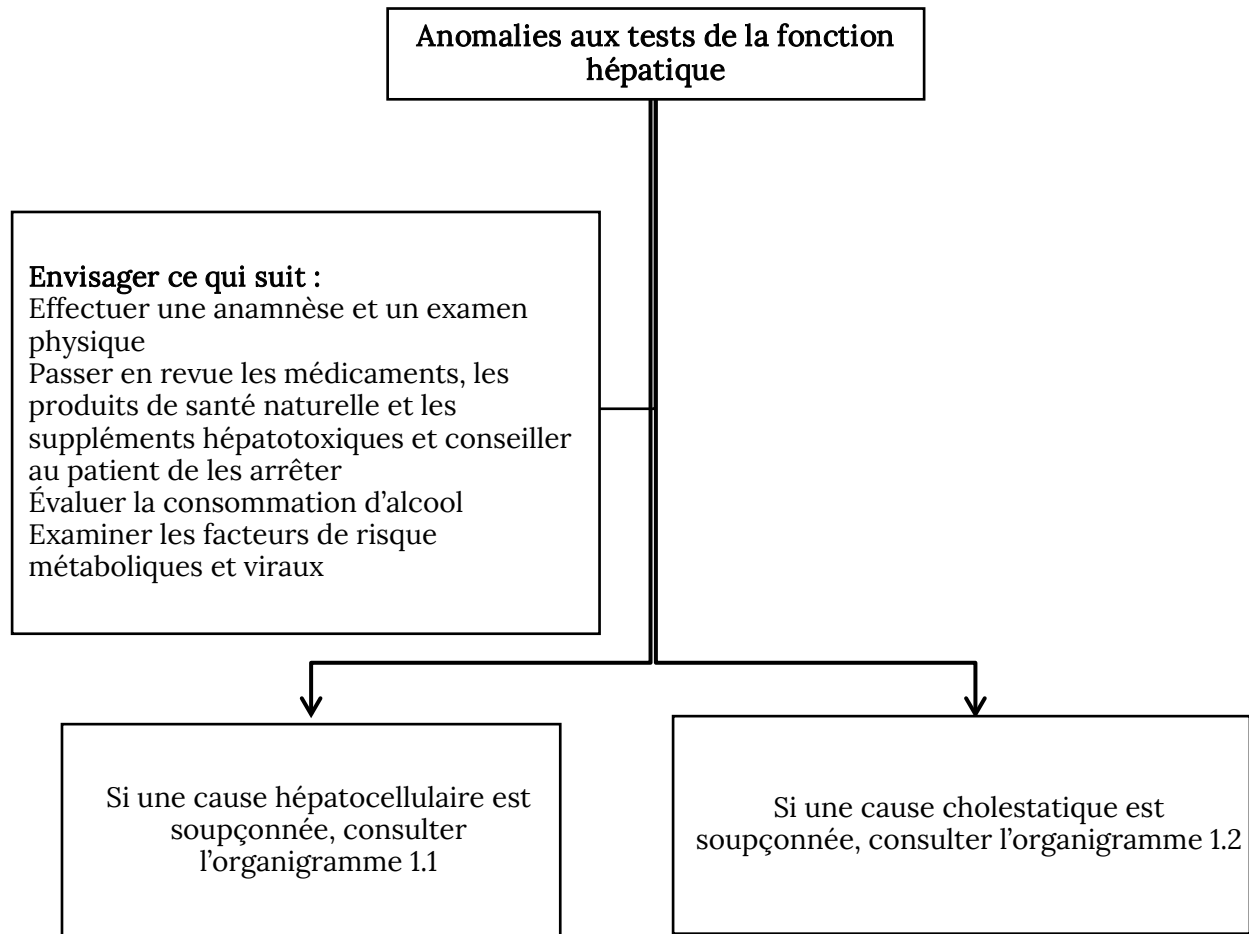 Anomalies aux tests de la fonction
hépatique
Envisager ce qui suit :
Effectuer une anamnèse et un examen
physique
Passer en revue les médicaments, les
produits de santé naturelle et les
suppléments hépatotoxiques et conseiller
au patient de les arrêter
Évaluer la consommation d’alcool
Examiner les facteurs de risque
métaboliques et viraux
Si une cause hépatocellulaire est
soupçonnée, consulter
l’organigramme 1.1
Si une cause cholestatique est
soupçonnée, consulter l’organigramme 1.2